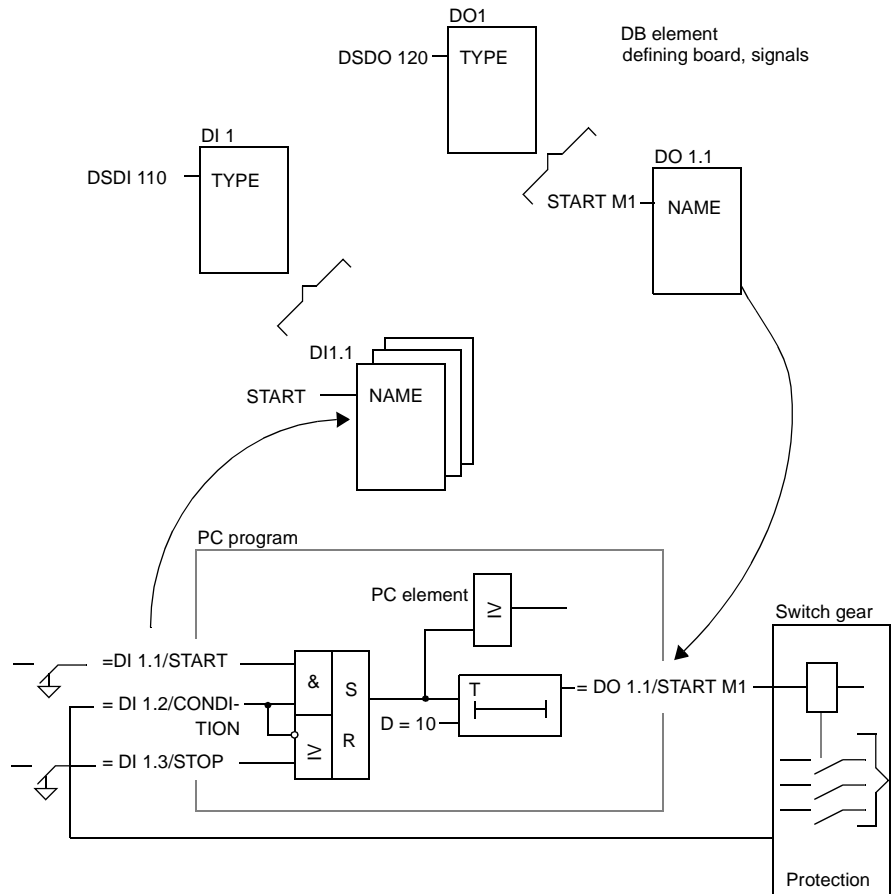 DO1
DSDO 120
TYPE
DB element
defining board, signals
DI 1
DSDI 110
TYPE
DO 1.1
START M1
NAME
DI1.1
START
NAME
PC program
PC element
≥
Switch gear
=DI 1.1/START
&
S
T
= DO 1.1/START M1
= DI 1.2/CONDI-
TION
D = 10
R
≥
= DI 1.3/STOP
Protection